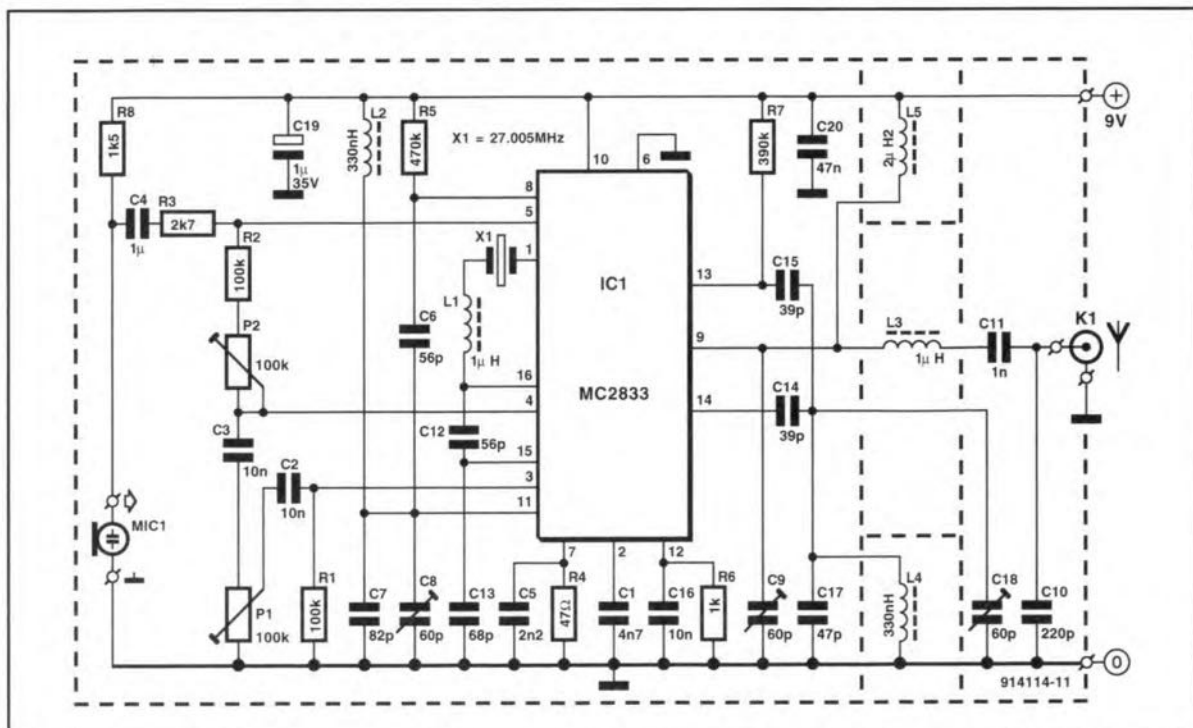 R8
1k5
C19
1µ
35V
L2
330nH
R5
470k
X1 = 27.005MHz
10
6
R7
390k
C20
47n
L5
2µH2
+
9V
C4
1µ
R3
2k7
R2
100k
P2
100k
X1
L1
1µH
C6
56p
C12
56p
8
5
1
16
4
15
3
11
IC1
MC2833
13
9
14
C15
39p
C14
39p
L3
1µH
C11
1n
K1
C3
10n
C2
10n
MIC1
P1
100k
R1
100k
C7
82p
C8
60p
C13
68p
C5
2n2
7
2
12
R4
47Ω
C1
4n7
C16
10n
R6
1k
C9
60p
C17
47p
L4
330nH
C18
60p
C10
220p
0
914114-11